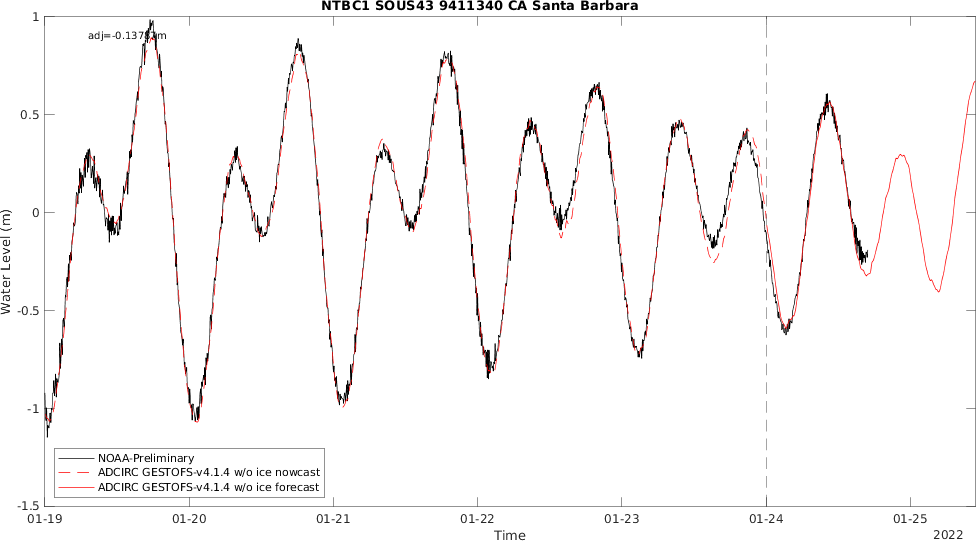 NTBC1 SOUS43 9411340 CA Santa Barbara
1
0.5
0
-0.5
-1
-1.5
Water Level (m)
NOAA-Preliminary
ADCIRC GESTOFS-v4.1.4 w/o ice nowcast
ADCIRC GESTOFS-v4.1.4 w/o ice forecast
01-19
01-20
01-21
01-22
01-23
01-24
01-25
Time
2022